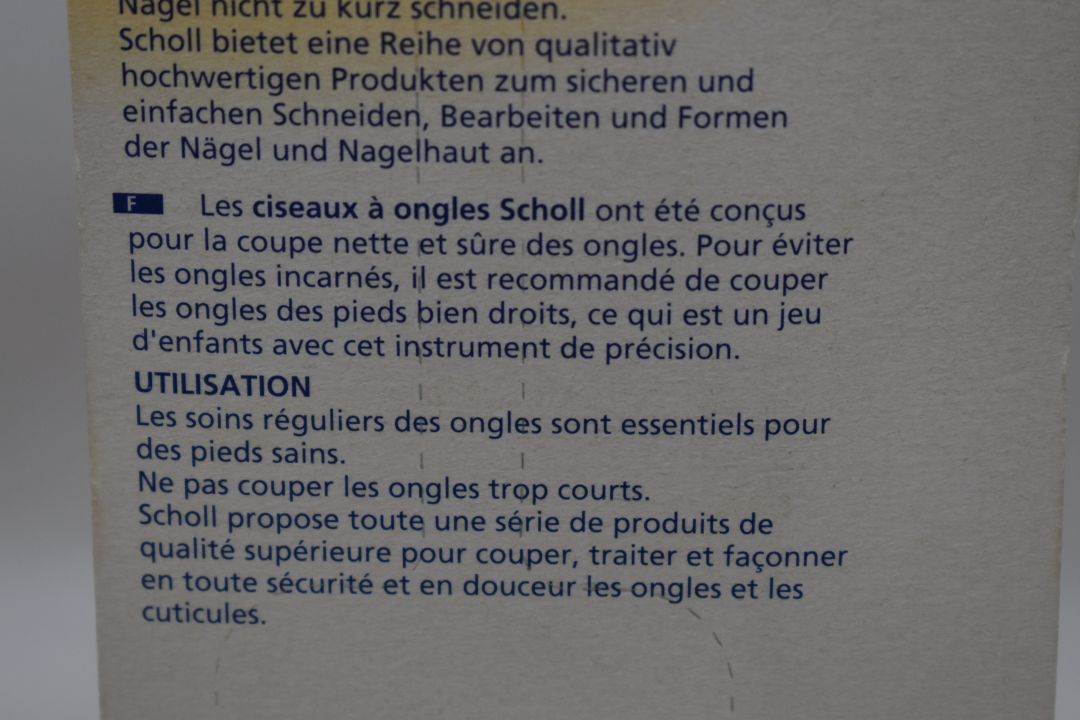 Nägel nicht zu kurz schneiden.
Scholl bietet eine Reihe von qualitativ
hochwertigen Produkten zum sicheren und
einfachen Schneiden, Bearbeiten und Formen
der Nägel und Nagelhaut an.
F Les ciseaux à ongles Scholl ont été conçus
pour la coupe nette et sûre des ongles. Pour éviter
les ongles incarnés, il est recommandé de couper
les ongles des pieds bien droits, ce qui est un jeu
d'enfants avec cet instrument de précision.
UTILISATION
Les soins réguliers des ongles sont essentiels pour
des pieds sains.
Ne pas couper les ongles trop courts.
Scholl propose toute une série de produits de
qualité supérieure pour couper, traiter et façonner
en toute sécurité et en douceur les ongles et les
cuticules.